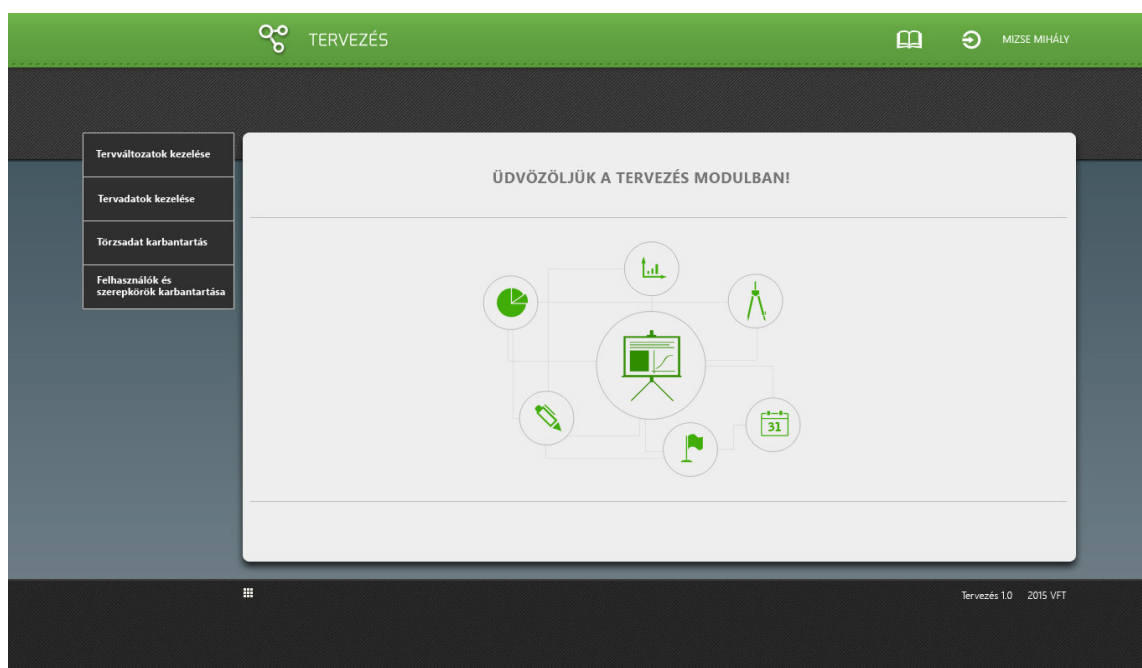 TERVEZÉS
MIZSE MIHÁLY
Tervváltozatok kezelése
Tervadatok kezelése
Törzsadat karbantartás
Felhasználók és
szerepkörök karbantartása
ÜDVÖZÖLJÜK A TERVEZÉS MODULBAN!
31
Tervezés 1.0 2015 VFT